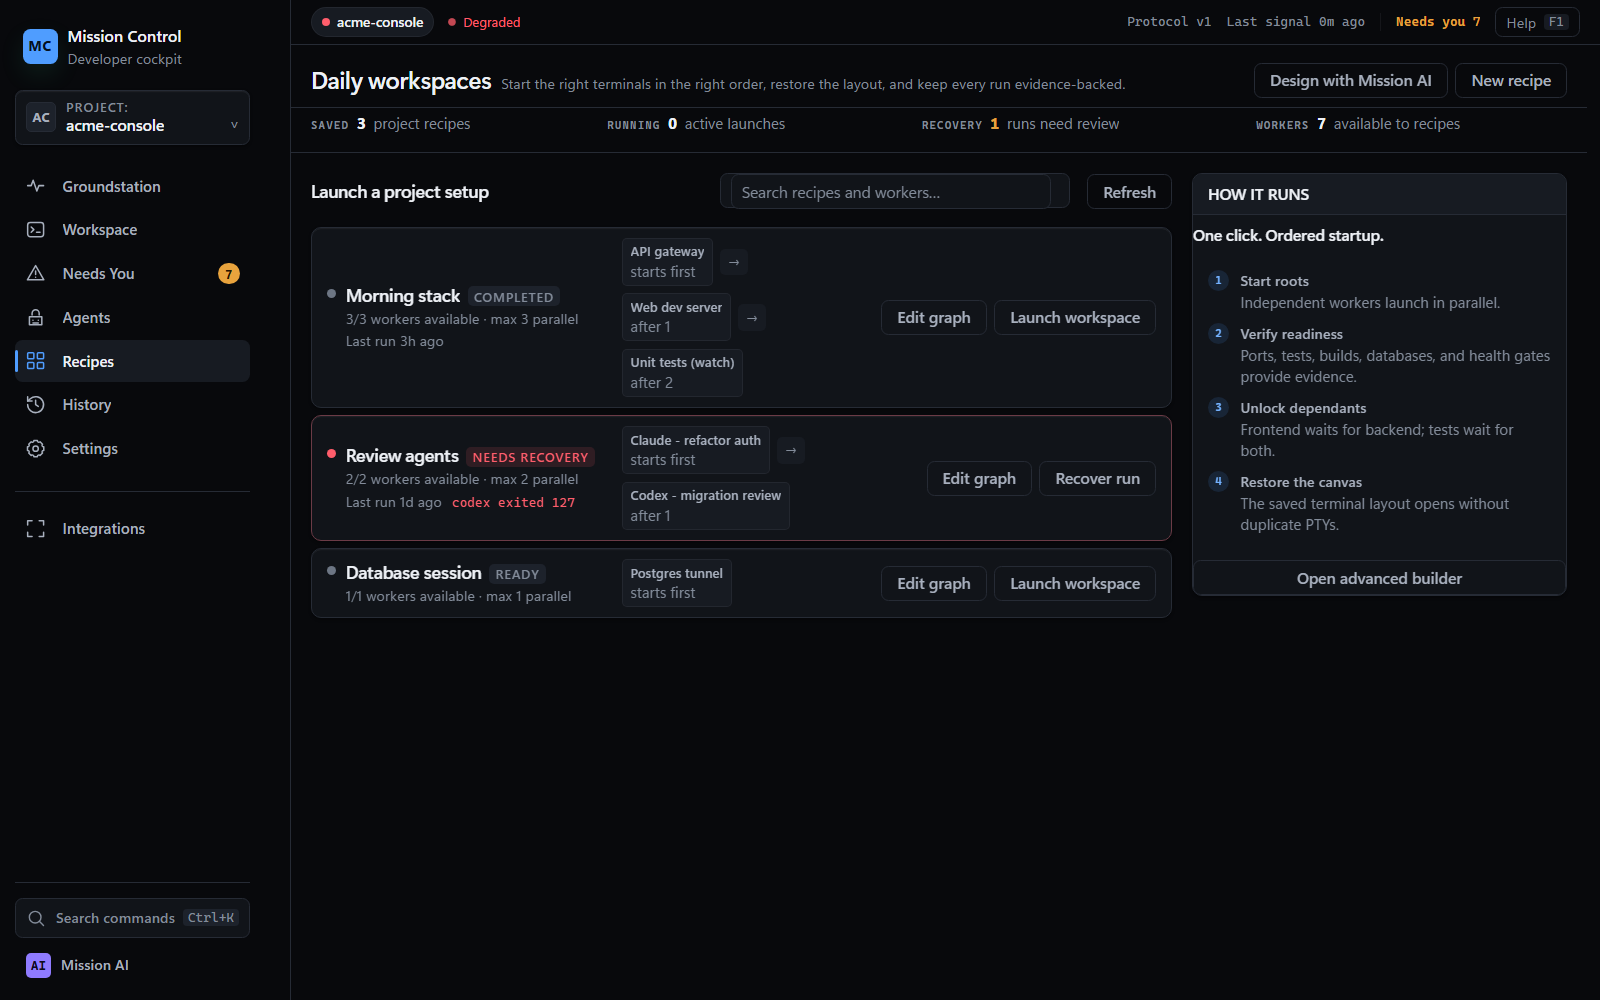 MC
Mission Control
Developer cockpit
AC
PROJECT:
acme-console
v
Groundstation
Workspace
Needs You
7
Agents
Recipes
History
Settings
Integrations
Search commands Ctrl+K
AI
Mission AI
acme-console
Degraded
Protocol v1
Last signal 0m ago
Needs you 7
Help F1
Daily workspaces
Start the right terminals in the right order, restore the layout, and keep every run evidence-backed.
Design with Mission AI
New recipe
SAVED 3 project recipes
RUNNING 0 active launches
RECOVERY 1 runs need review
WORKERS 7 available to recipes
Launch a project setup
Search recipes and workers...
Refresh
Morning stack COMPLETED
3/3 workers available · max 3 parallel
Last run 3h ago
API gateway
starts first
→
Web dev server
after 1
→
Unit tests (watch)
after 2
Edit graph
Launch workspace
Review agents NEEDS RECOVERY
2/2 workers available · max 2 parallel
Last run 1d ago codex exited 127
Claude - refactor auth
starts first
→
Codex - migration review
after 1
Edit graph
Recover run
Database session READY
1/1 workers available · max 1 parallel
Postgres tunnel
starts first
Edit graph
Launch workspace
HOW IT RUNS
One click. Ordered startup.
1 Start roots
Independent workers launch in parallel.
2 Verify readiness
Ports, tests, builds, databases, and health gates
provide evidence.
3 Unlock dependants
Frontend waits for backend; tests wait for
both.
4 Restore the canvas
The saved terminal layout opens without
duplicate PTYs.
Open advanced builder